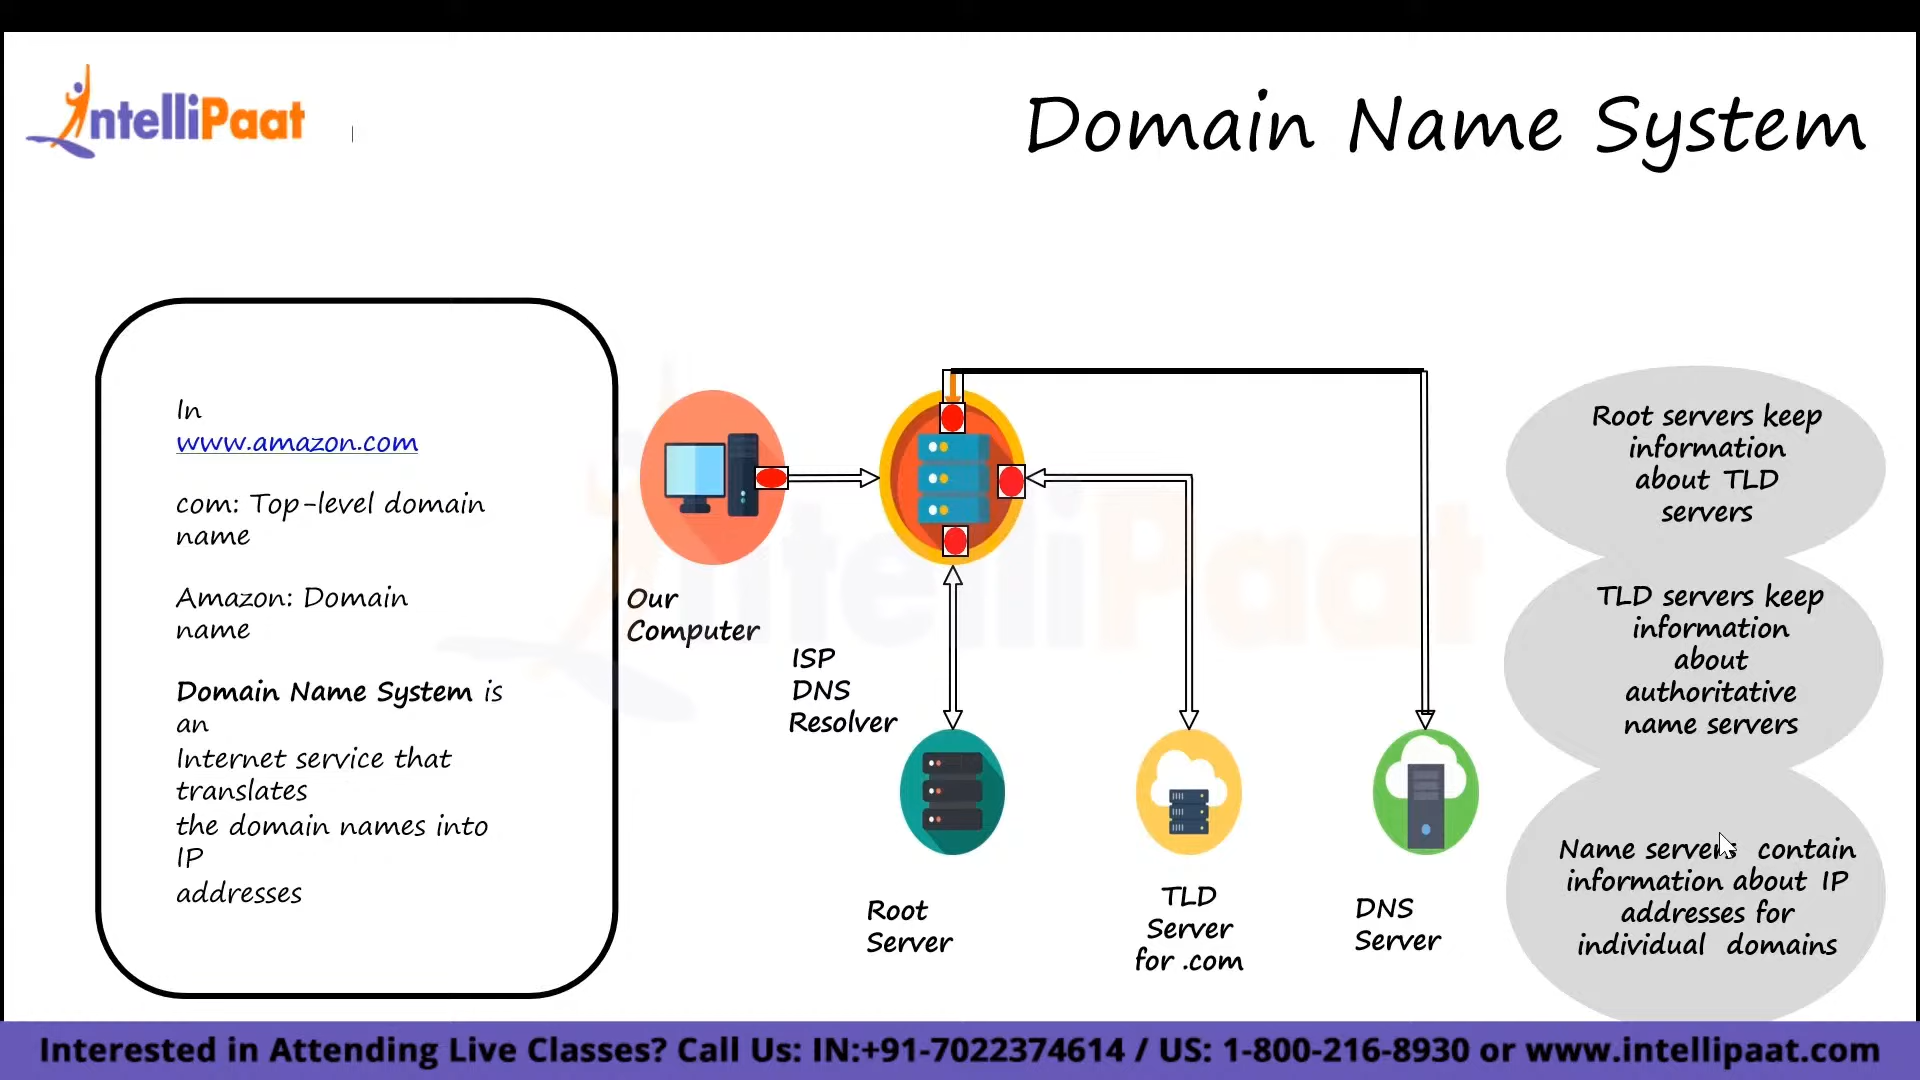 IntelliPaat
Domain Name System
In
www.amazon.com
com: Top-level domain
name
Amazon: Domain
name
Domain Name System is
an
Internet service that
translates
the domain names into
IP
addresses
Our
Computer
ISP
DNS
Resolver
Root
Server
TLD
Server
for .com
DNS
Server
Root servers keep
information
about TLD
servers
TLD servers keep
information
about
authoritative
name servers
Name servers contain
information about IP
addresses for
individual domains
IntelliPaat
Interested in Attending Live Classes? Call Us: IN:+91-7022374614 / US: 1-800-216-8930 or www.intellipaat.com